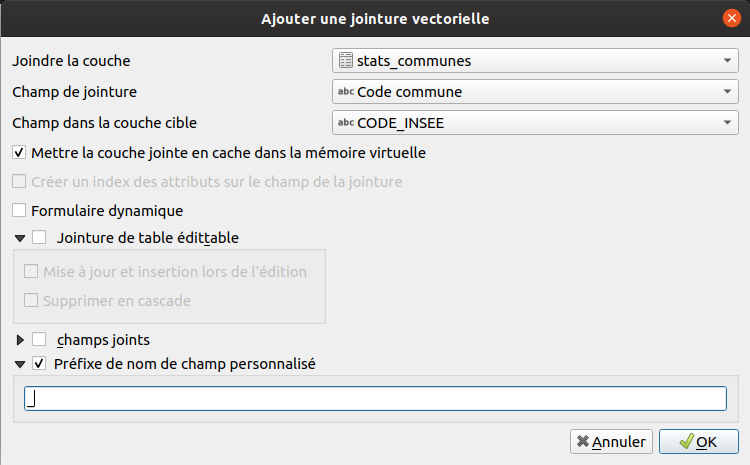 Ajouter une jointure vectorielle
Joindre la couche stats_communes
Champ de jointure abc Code commune
Champ dans la couche cible abc CODE_INSEE
Mettre la couche jointe en cache dans la mémoire virtuelle
Créer un index des attributs sur le champ de la jointure
Formulaire dynamique
Jointure de table édittable
Mise à jour et insertion lors de l'édition
Supprimer en cascade
champs joints
Préfixe de nom de champ personnalisé
_
Annuler OK